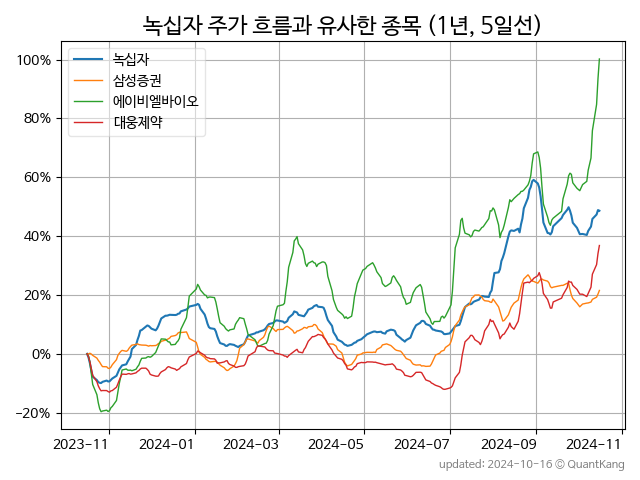 녹십자 주가 흐름과 유사한 종목 (1년, 5일선)
녹십자
삼성증권
에이비엘바이오
대웅제약
100%
80%
60%
40%
20%
0%
−20%
2023-11
2024-01
2024-03
2024-05
2024-07
2024-09
2024-11
updated: 2024-10-16 © QuantKang